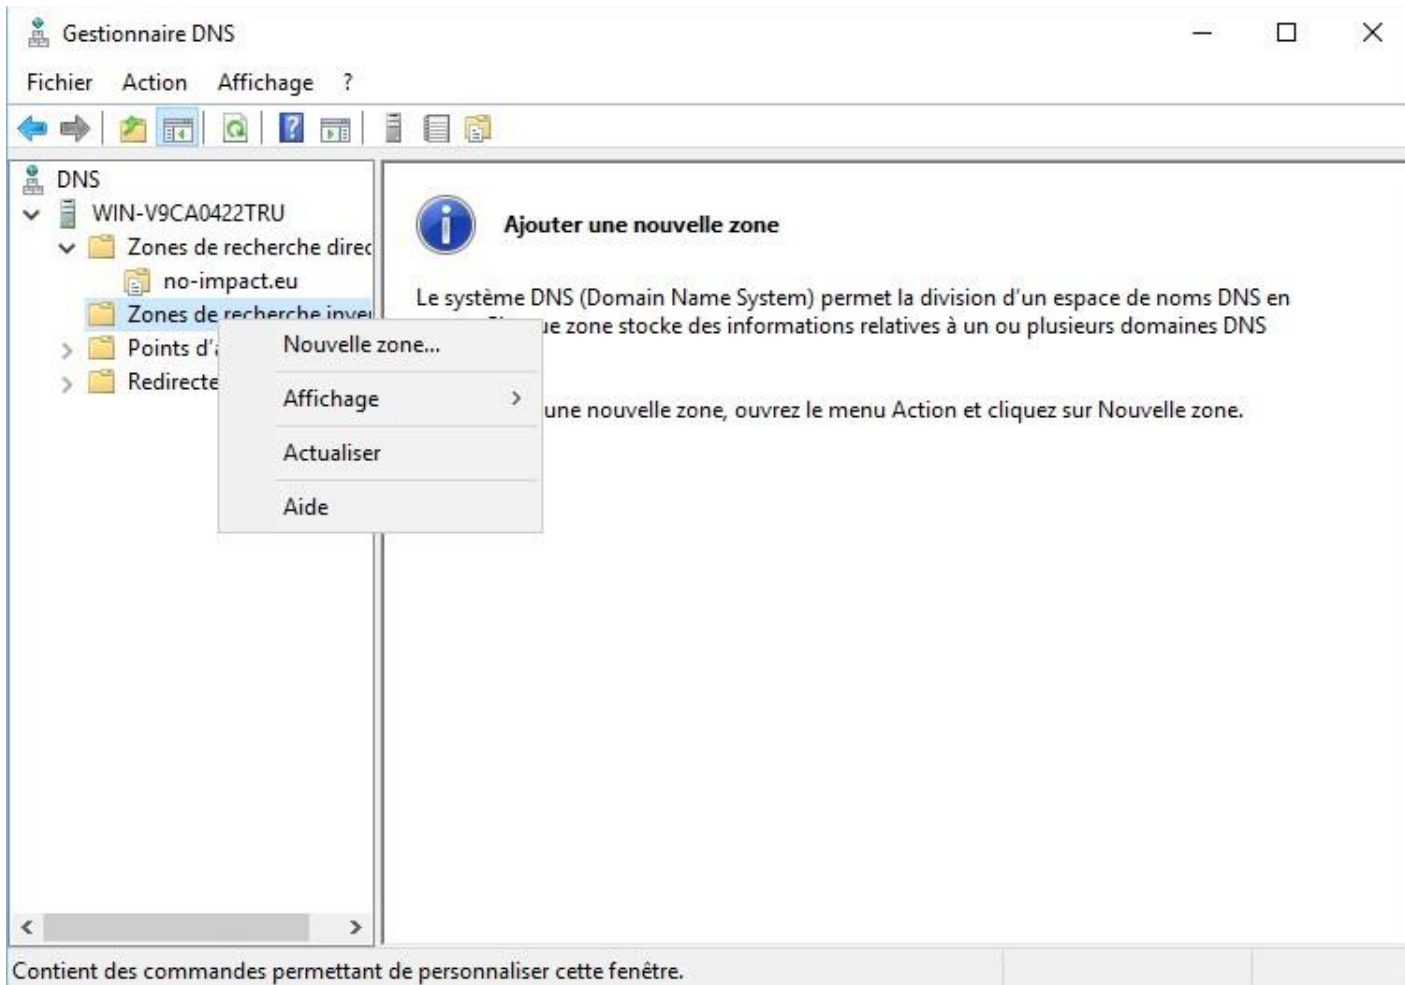 Gestionnaire DNS
Fichier Action Affichage ?
DNS
WIN-V9CA0422TRU
Zones de recherche direc
no-impact.eu
Zones de recherche inver
Points d'a
Redirecte
Nouvelle zone...
Affichage
Actualiser
Aide
Ajouter une nouvelle zone
Le système DNS (Domain Name System) permet la division d'un espace de noms DNS en
ue zone stocke des informations relatives à un ou plusieurs domaines DNS
une nouvelle zone, ouvrez le menu Action et cliquez sur Nouvelle zone.
Contient des commandes permettant de personnaliser cette fenêtre.